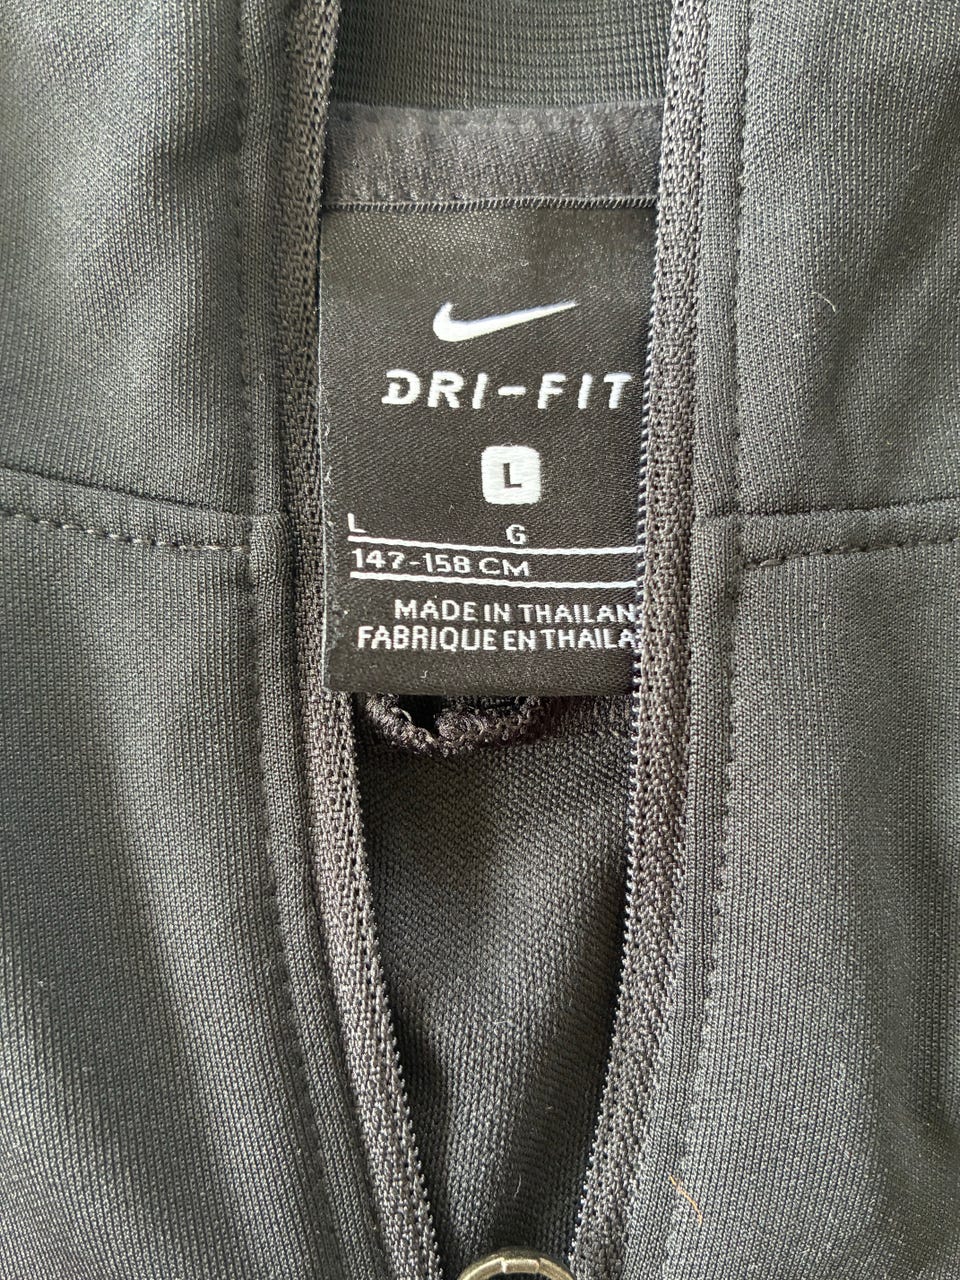 DRI-FIT
L
L G
147-158 CM
MADE IN THAILAN
FABRIQUE EN THAILA